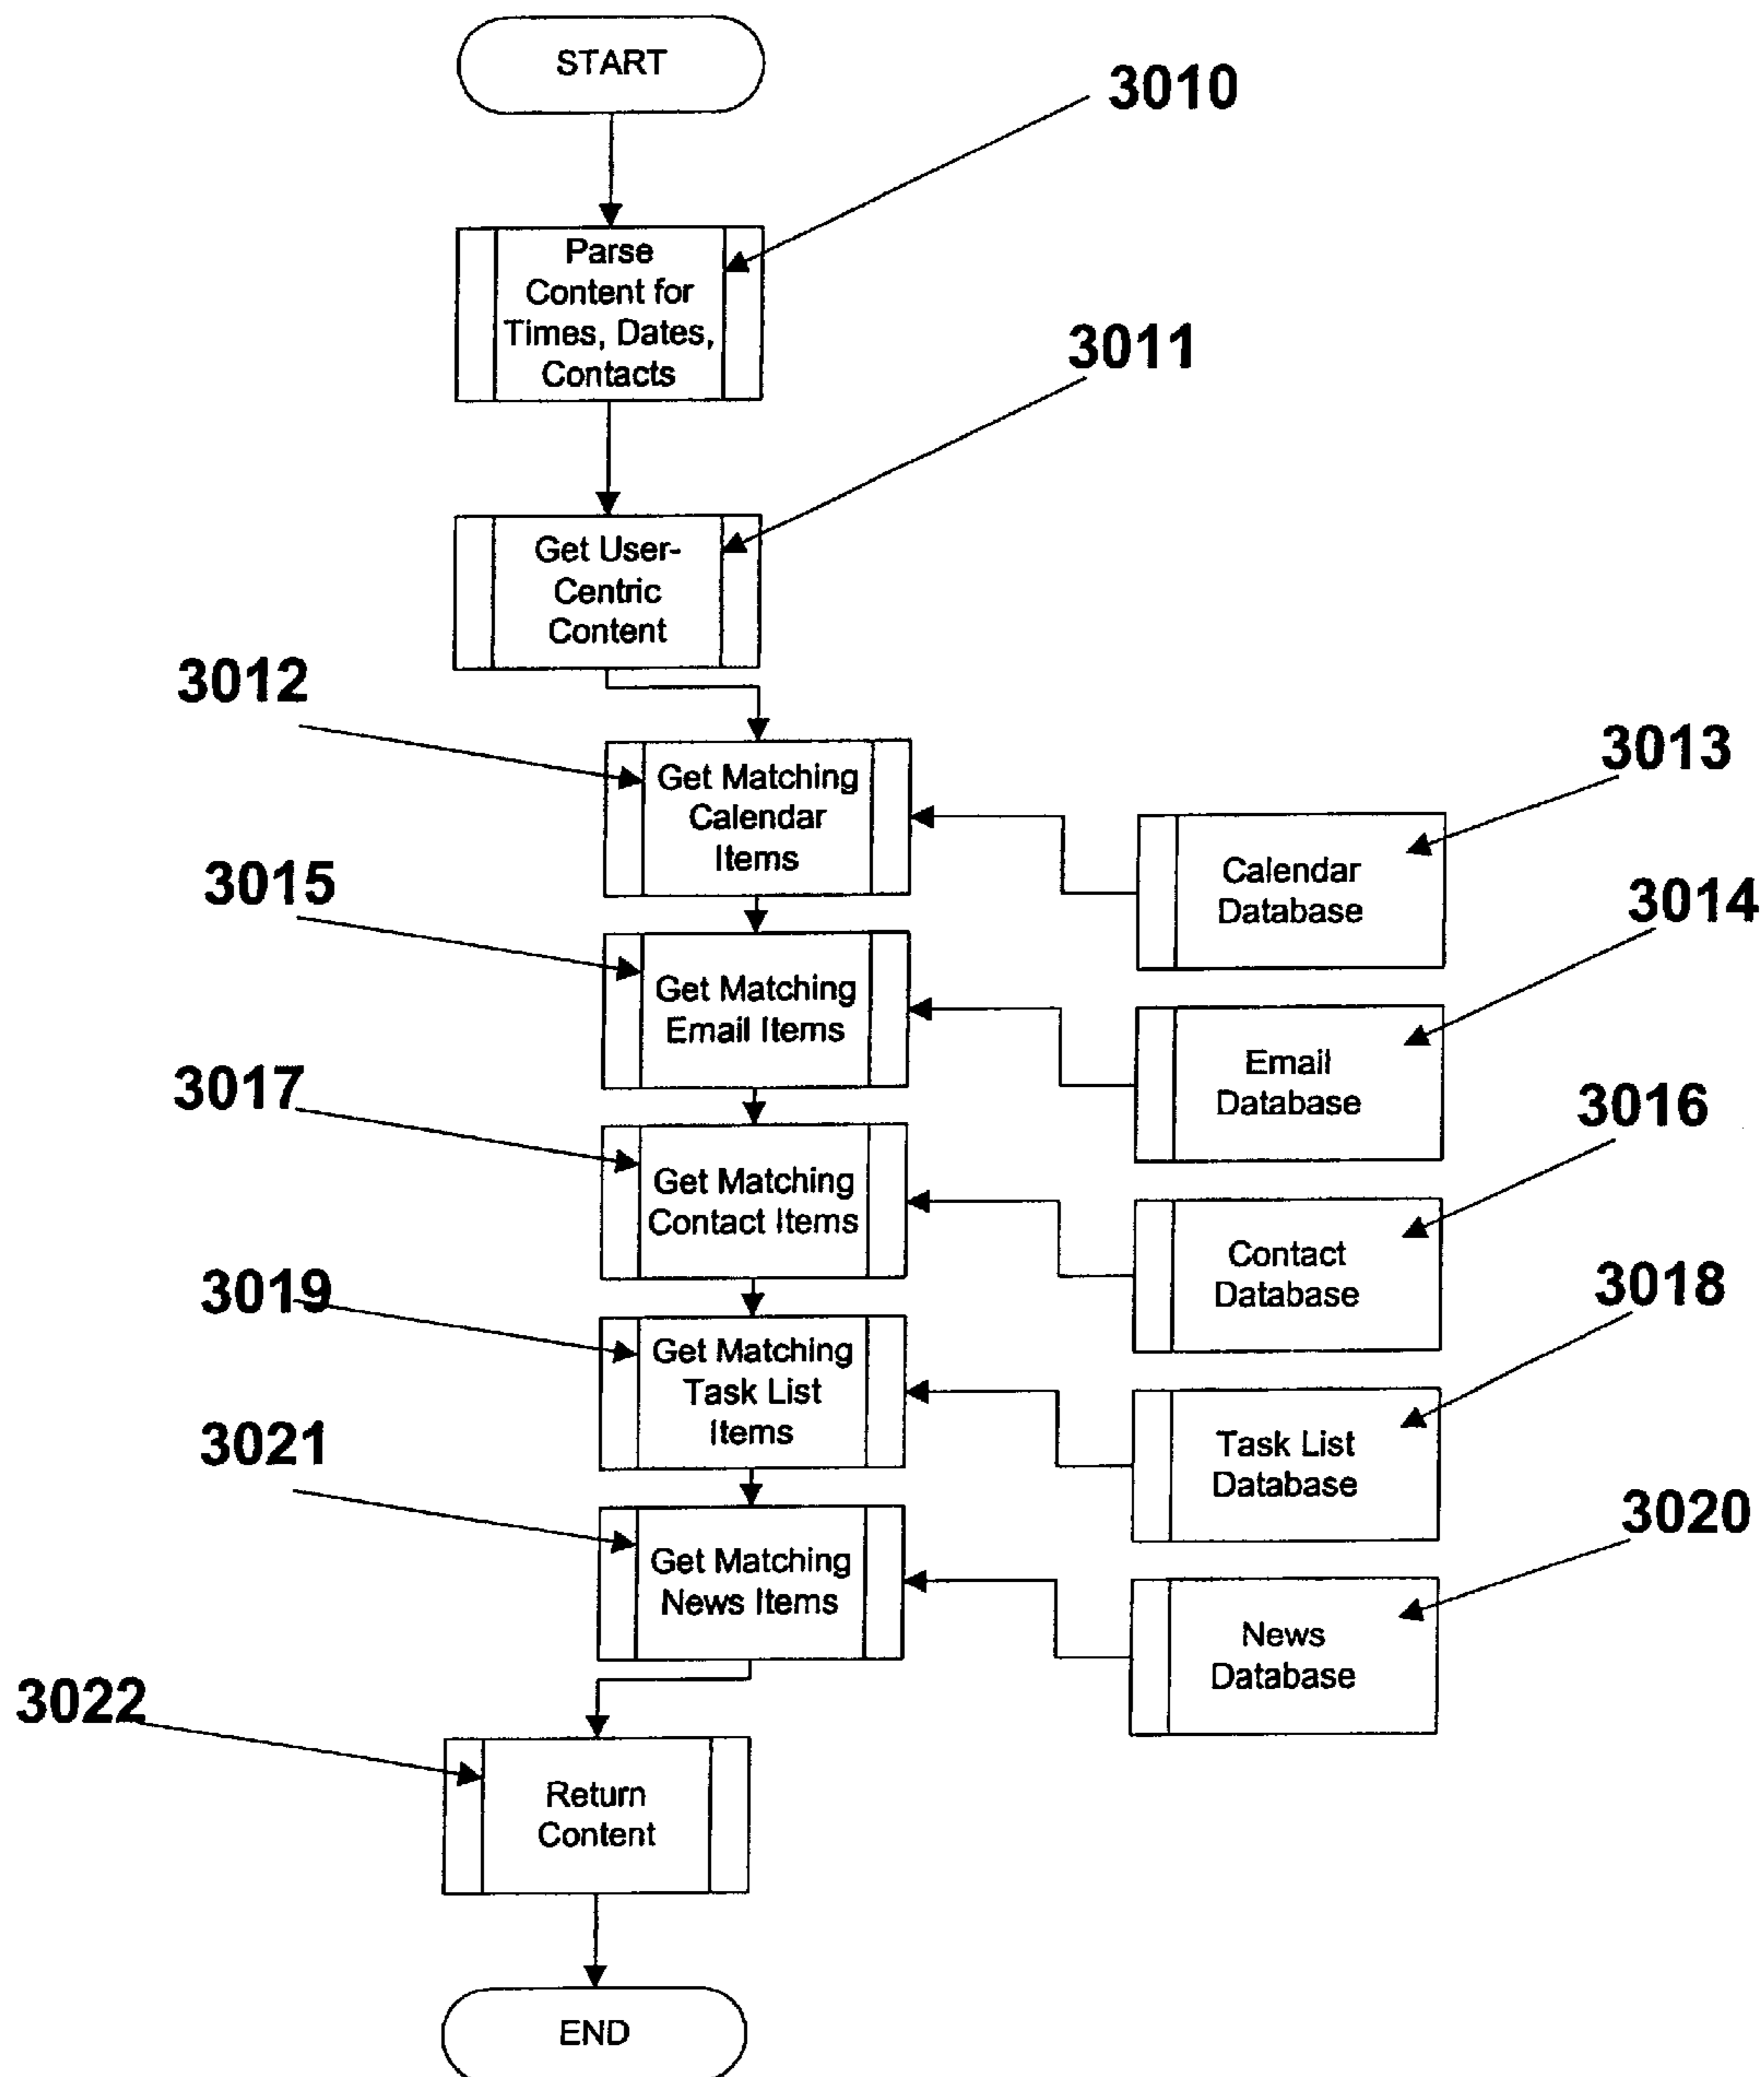 START
3010
Parse
Content for
Times, Dates,
Contacts
3011
Get User-
Centric
Content
3012
Get Matching
Calendar
Items
3013
Calendar
Database
3015
Get Matching
Email Items
3014
Email
Database
3017
Get Matching
Contact Items
3016
Contact
Database
3019
Get Matching
Task List
Items
3018
Task List
Database
3021
Get Matching
News Items
3020
News
Database
3022
Return
Content
END